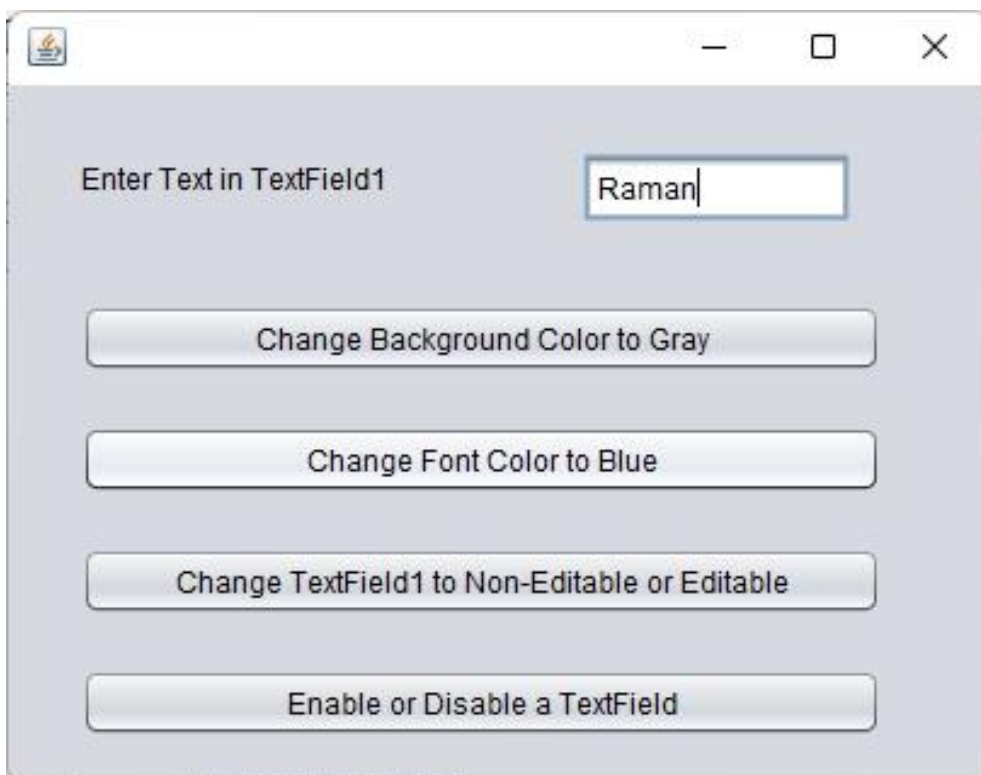 Enter Text in TextField1
Raman
Change Background Color to Gray
Change Font Color to Blue
Change TextField1 to Non-Editable or Editable
Enable or Disable a TextField